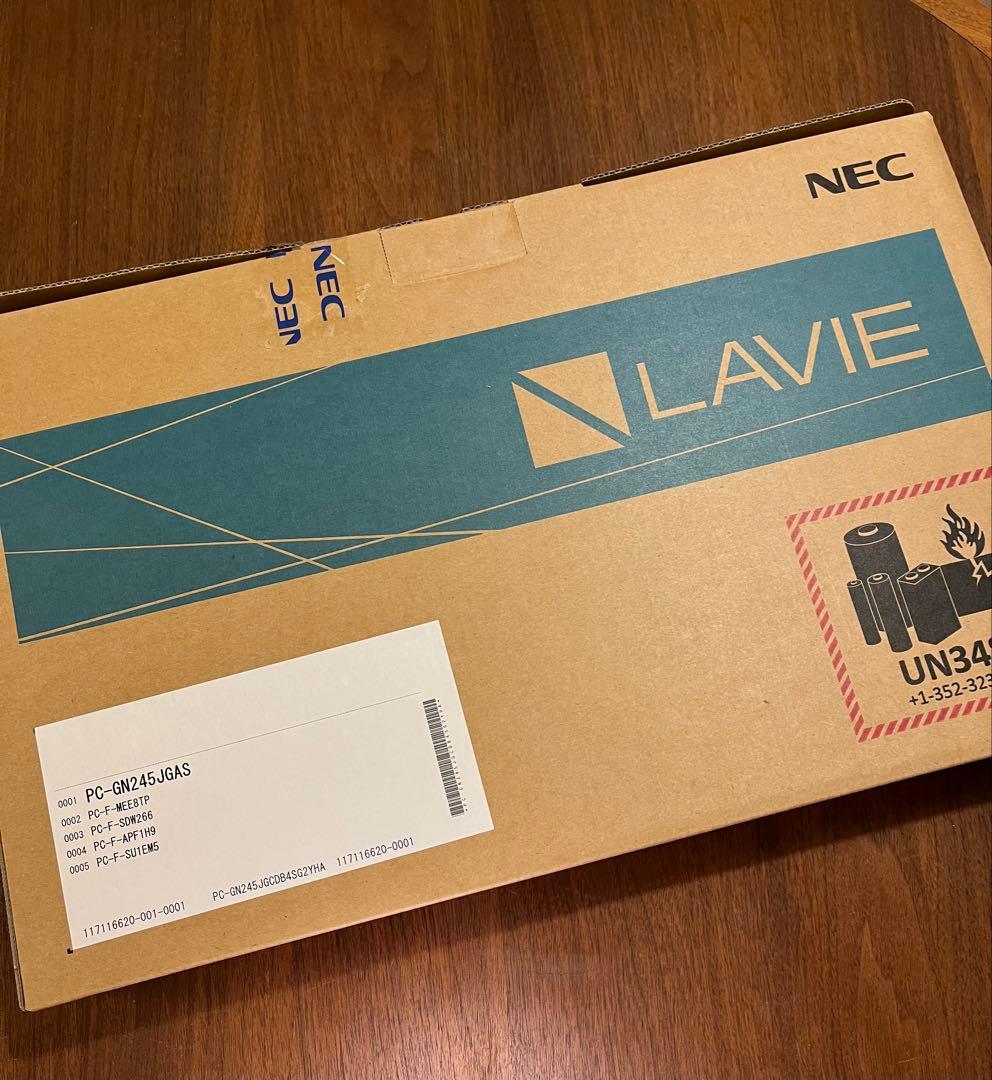 NEC
NEC
NEC
LAVIE
UN34
+1-352-323
0001 PC-GN245JGAS
0002 PC-F-MEE8TP
0003 PC-F-SDW266
0004 PC-F-APF1H9
0005 PC-F-SU1EM5
117116620-001-0001 PC-GN245JGCDB4SG2YHA 117116620-0001